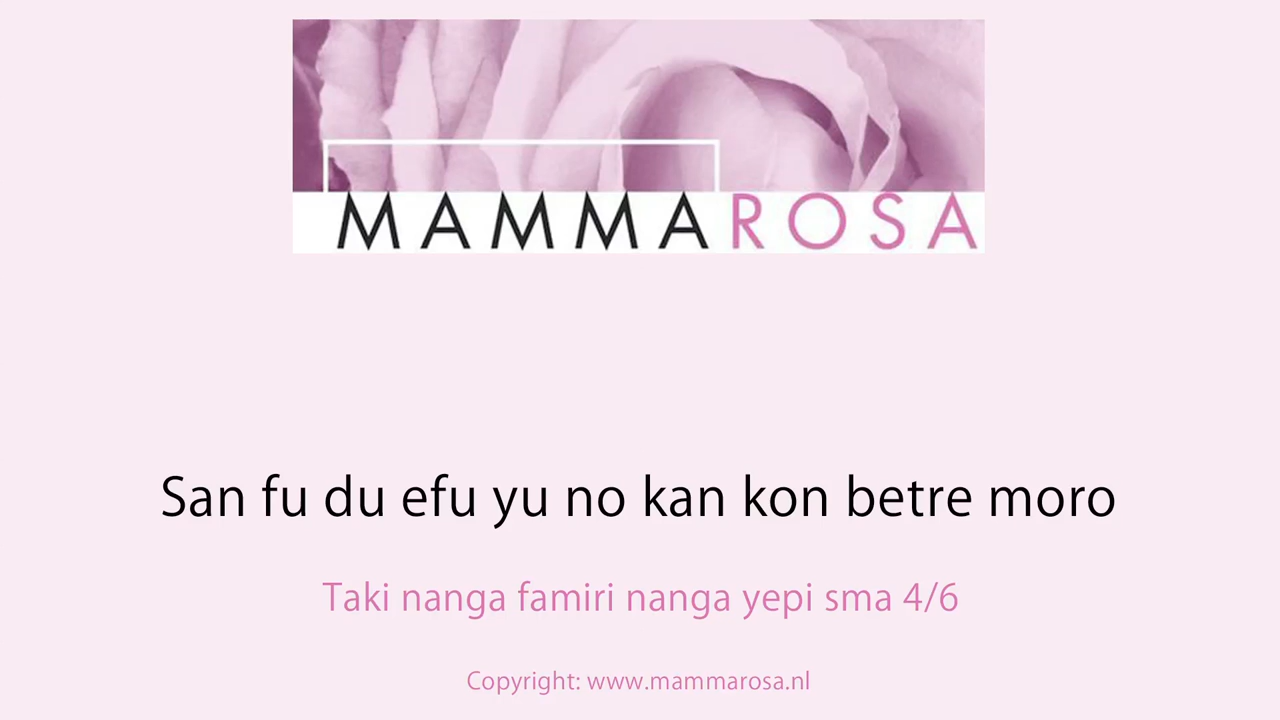 MAMMAROSA
San fu du efu yu no kan kon betre moro
Taki nanga famiri nanga yepi sma 4/6
Copyright: www.mammarosa.nl